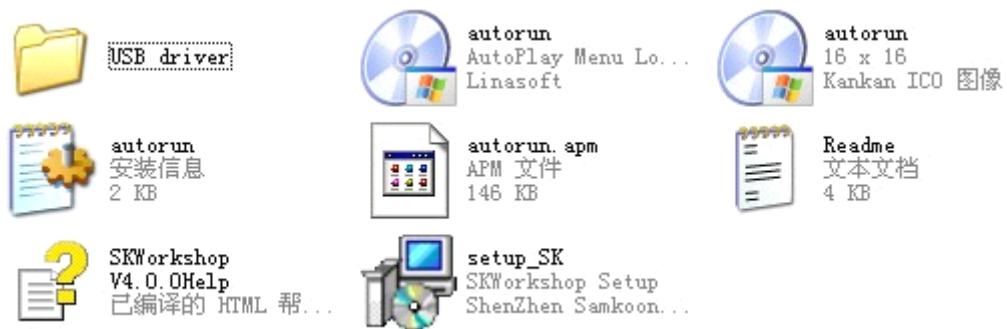 USB driver
autorun
AutoPlay Menu Lo...
Linasoft
autorun
16 x 16
Kankan ICO 图像
autorun
安装信息
2 KB
autorun.apm
APM 文件
146 KB
Readme
文本文档
4 KB
SKWorkshop
V4.0.0Help
已编译的 HTML 帮...
setup_SK
SKWorkshop Setup
ShenZhen Samkoon...